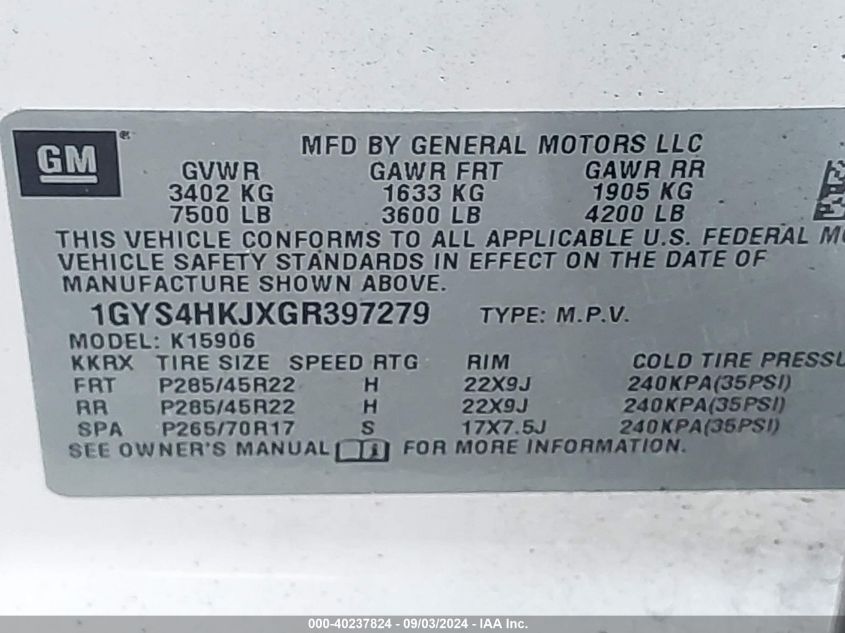 GM ®
MFD BY GENERAL MOTORS LLC
GVWR GAWR FRT GAWR RR
3402 KG 1633 KG 1905 KG
7500 LB 3600 LB 4200 LB
THIS VEHICLE CONFORMS TO ALL APPLICABLE U.S. FEDERAL MO
VEHICLE SAFETY STANDARDS IN EFFECT ON THE DATE OF
MANUFACTURE SHOWN ABOVE.
1GYS4HKJXGR397279 TYPE: M.P.V.
MODEL: K15906
KKRX TIRE SIZE SPEED RTG RIM COLD TIRE PRESSU
FRT P285/45R22 H 22X9J 240KPA(35PSI)
RR P285/45R22 H 22X9J 240KPA(35PSI)
SPA P265/70R17 S 17X7.5J 240KPA(35PSI)
SEE OWNER'S MANUAL FOR MORE INFORMATION.
000-40237824 - 09/03/2024 - IAA Inc.